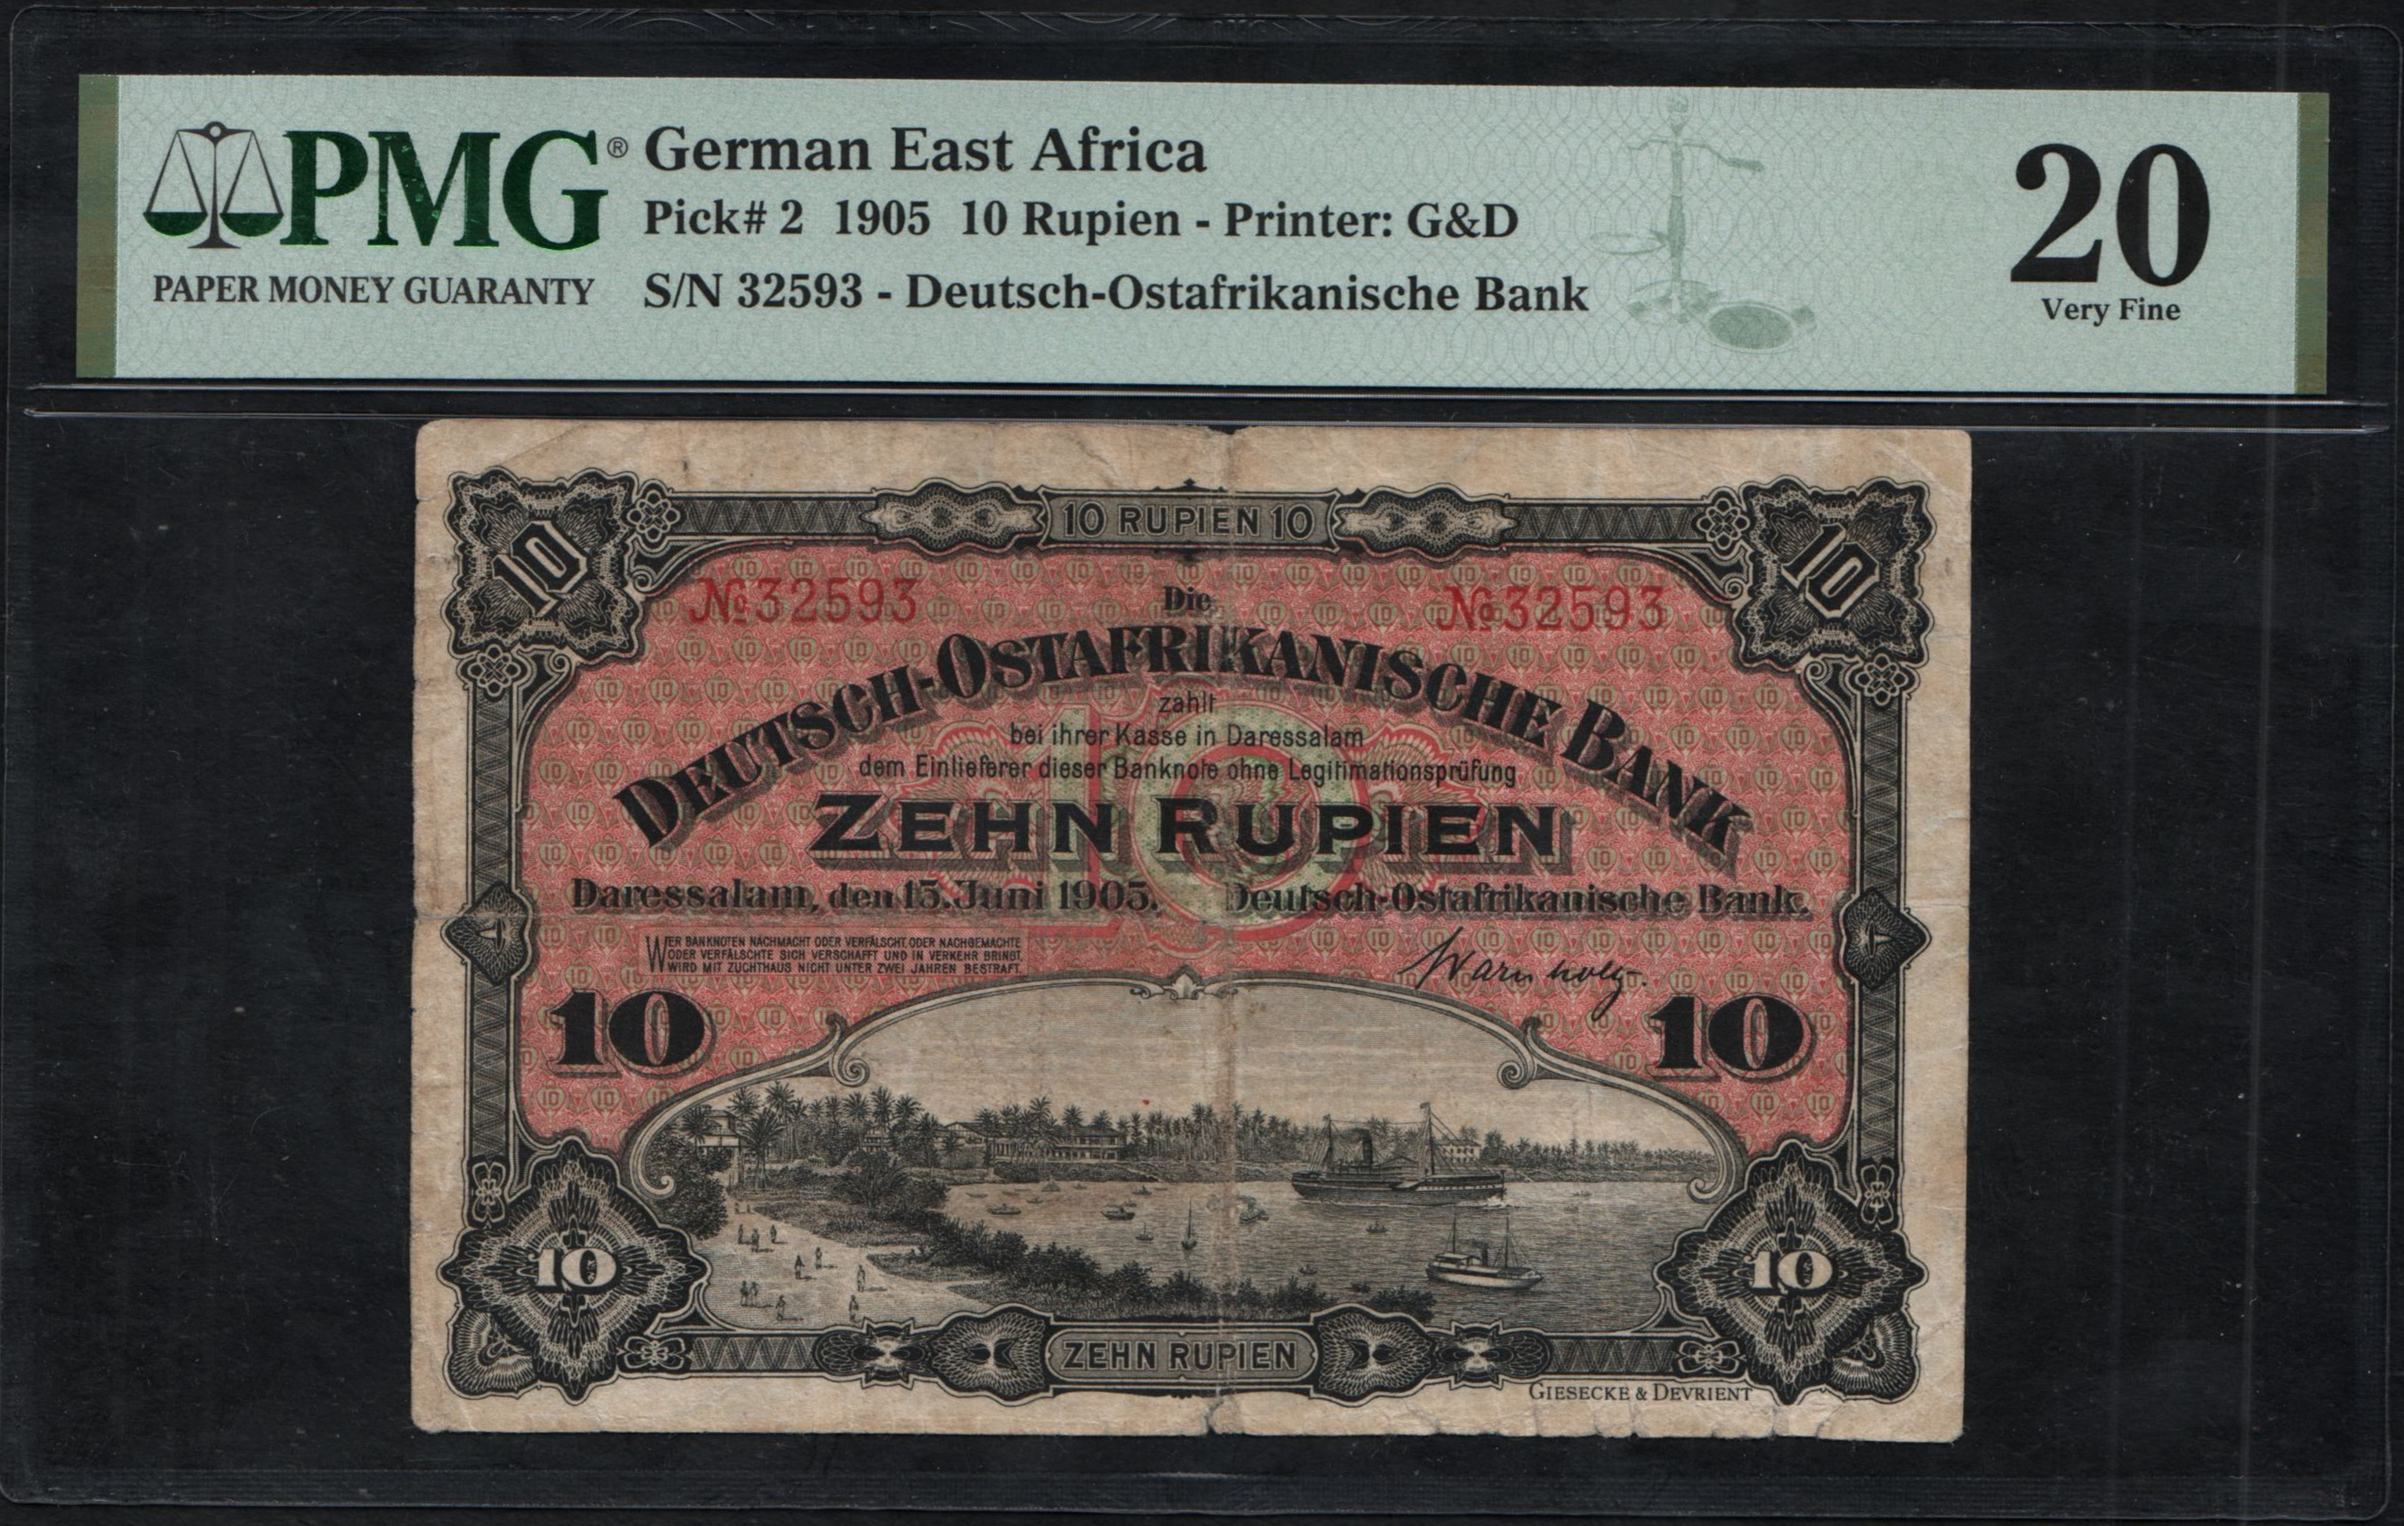 PMG®
PAPER MONEY GUARANTY
German East Africa
Pick# 2 1905 10 Rupien - Printer: G&D
S/N 32593 - Deutsch-Ostafrikanische Bank
20
Very Fine
10
10 RUPIEN 10
10
№32593
Die
№32593
DEUTSCH-OSTAFRIKANISCHE BANK
zahlt
bei ihrer Kasse in Daressalam
dem Einlieferer dieser Banknote ohne Legitimationsprüfung
ZEHN RUPIEN
10
Daressalam, den 15. Juni 1905.
Deutsch-Ostafrikanische Bank.
WER BANKNOTEN NACHMACHT ODER VERFÄLSCHT, ODER NACHGEMACHTE
ODER VERFÄLSCHTE SICH VERSCHAFFT UND IN VERKEHR BRINGT,
WIRD MIT ZUCHTHAUS NICHT UNTER ZWEI JAHREN BESTRAFT.
Warnholtz.
10
10
10
10
ZEHN RUPIEN
GIESECKE & DEVRIENT